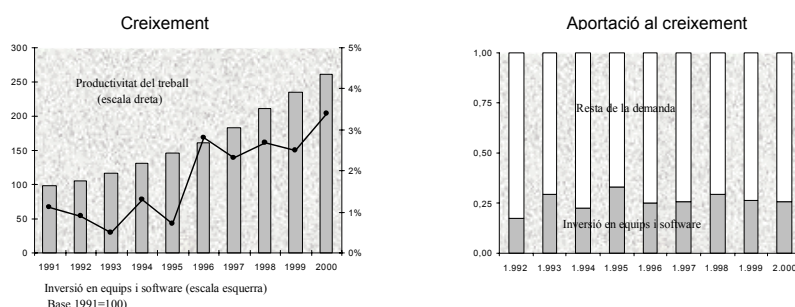 Creixement
300
250
200
150
100
50
0
5%
4%
3%
2%
1%
0%
Productivitat del treball
(escala dreta)
1991 1992 1993 1994 1995 1996 1997 1998 1999 2000
Inversió en equips i software (escala esquerra)
Base 1991=100)
Aportació al creixement
1,00
0,75
0,50
0,25
0,00
Resta de la demanda
Inversió en equips i software
1.992 1.993 1.994 1.995 1.996 1.997 1.998 1.999 2.000